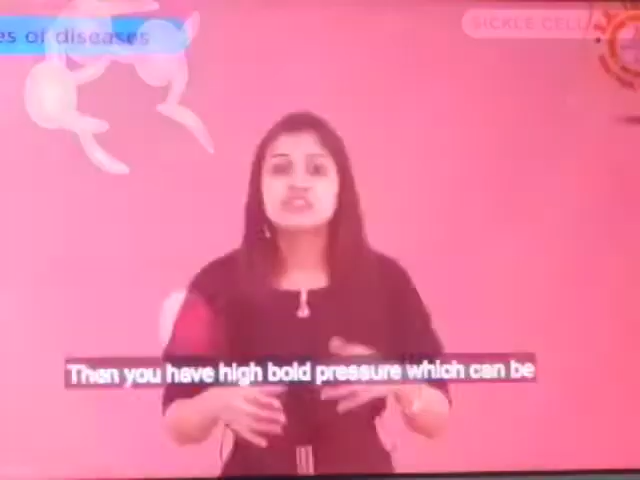 es of diseases
SICKLE CELL
Then you have high bold pressure which can be